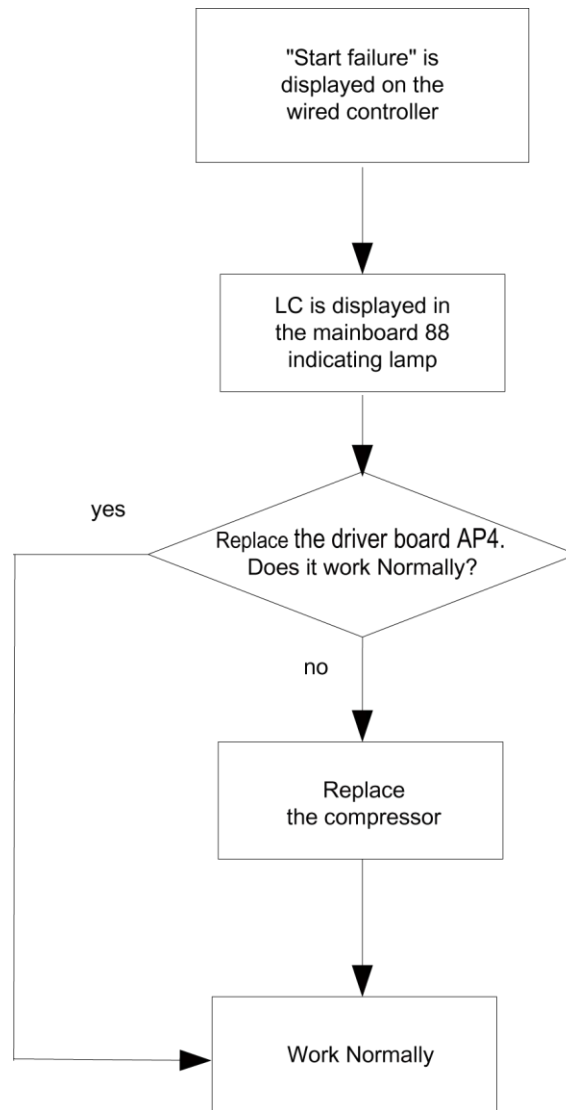 "Start failure" is
displayed on the
wired controller
LC is displayed in
the mainboard 88
indicating lamp
yes
Replace the driver board AP4.
Does it work Normally?
no
Replace
the compressor
Work Normally